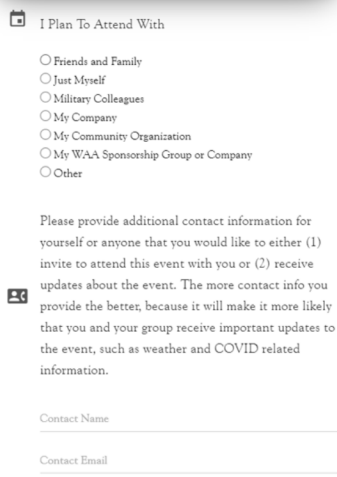 I Plan To Attend With
Friends and Family
Just Myself
Military Colleagues
My Company
My Community Organization
My WAA Sponsorship Group or Company
Other
Please provide additional contact information for
yourself or anyone that you would like to either (1)
invite to attend this event with you or (2) receive
updates about the event. The more contact info you
provide the better, because it will make it more likely
that you and your group receive important updates to
the event, such as weather and COVID related
information.
Contact Name
Contact Email